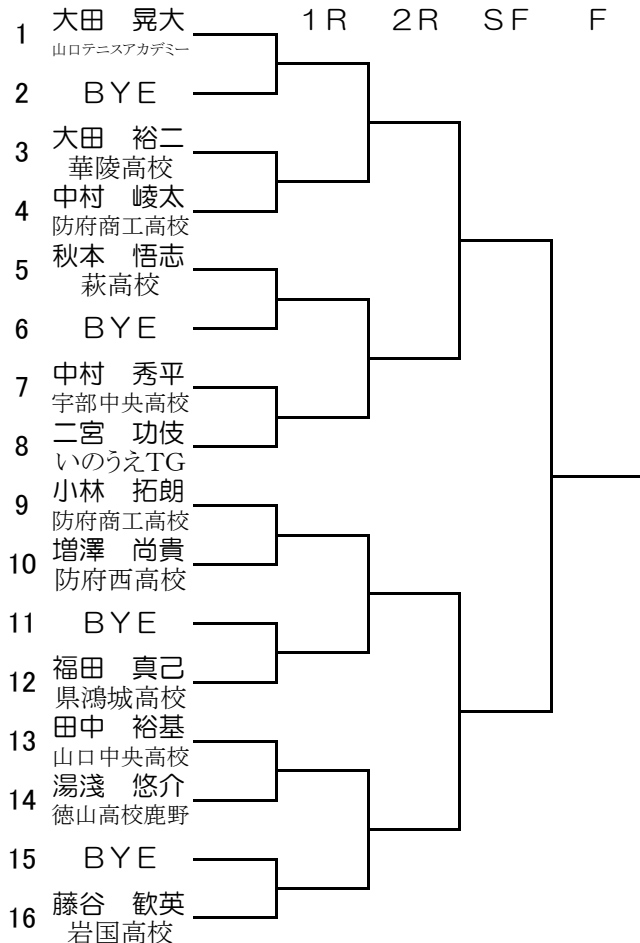 1R 2R SF F
1 大田 晃大
山口テニスアカデミー
2 BYE
3 大田 裕二
華陵高校
4 中村 崚太
防府商工高校
5 秋本 悟志
萩高校
6 BYE
7 中村 秀平
宇部中央高校
8 二宮 功伎
いのうえTG
9 小林 拓朗
防府商工高校
10 増澤 尚貴
防府西高校
11 BYE
12 福田 真己
県鴻城高校
13 田中 裕基
山口中央高校
14 湯淺 悠介
徳山高校鹿野
15 BYE
16 藤谷 歓英
岩国高校